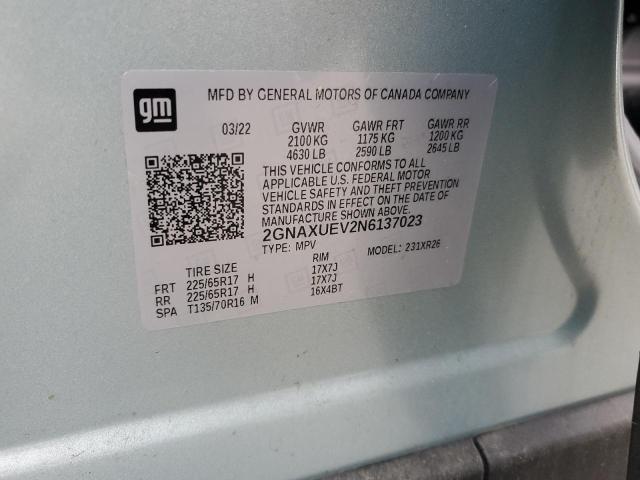 gm
MFD BY GENERAL MOTORS OF CANADA COMPANY
03/22 GVWR GAWR FRT GAWR RR
2100 KG 1175 KG 1200 KG
4630 LB 2590 LB 2645 LB
THIS VEHICLE CONFORMS TO ALL
APPLICABLE U.S. FEDERAL MOTOR
VEHICLE SAFETY AND THEFT PREVENTION
STANDARDS IN EFFECT ON THE DATE OF
MANUFACTURE SHOWN ABOVE.
2GNAXUEV2N6137023
TYPE: MPV MODEL: 231XR26
TIRE SIZE RIM
FRT 225/65R17 H 17X7J
RR 225/65R17 H 17X7J
SPA T135/70R16 M 16X4BT